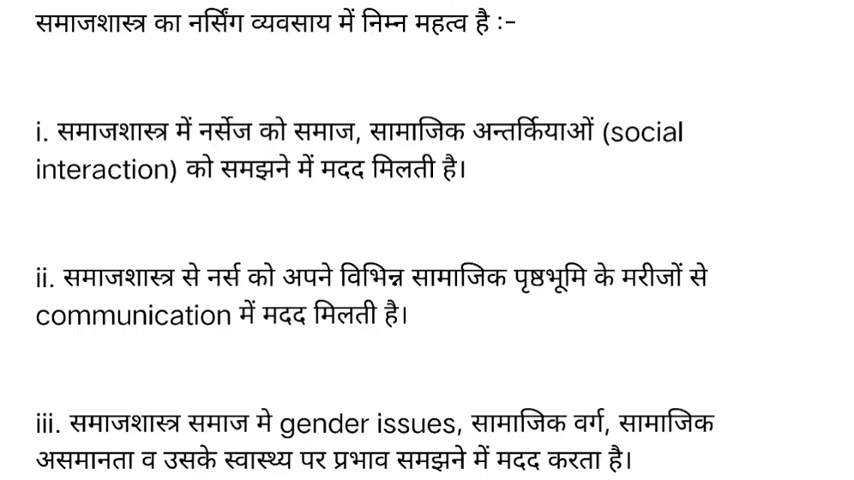 समाजशास्त्र का नर्सिंग व्यवसाय में निम्न महत्व है :-
i. समाजशास्त्र में नर्सेज को समाज, सामाजिक अन्तर्कियाओं (social
interaction) को समझने में मदद मिलती है।
ii. समाजशास्त्र से नर्स को अपने विभिन्न सामाजिक पृष्ठभूमि के मरीजों से
communication में मदद मिलती है।
iii. समाजशास्त्र समाज मे gender issues, सामाजिक वर्ग, सामाजिक
असमानता व उसके स्वास्थ्य पर प्रभाव समझने में मदद करता है।